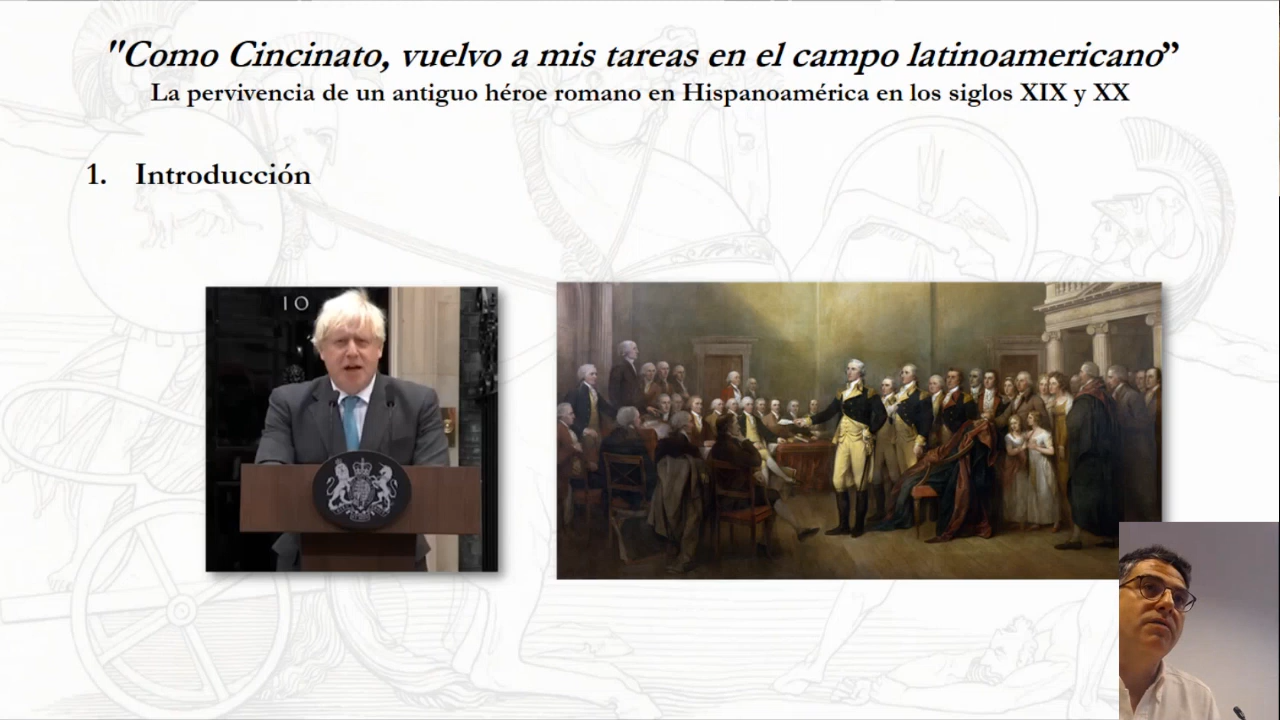 "Como Cincinato, vuelvo a mis tareas en el campo latinoamericano”
La pervivencia de un antiguo héroe romano en Hispanoamérica en los siglos XIX y XX
1. Introducción
10